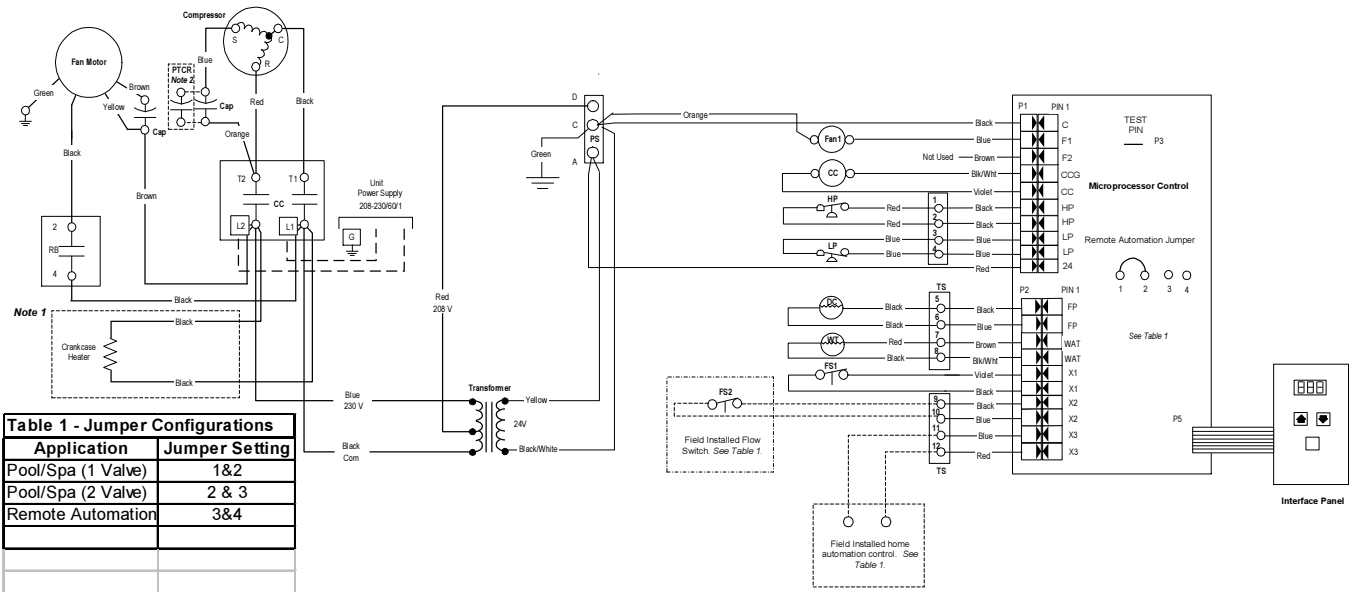 Compressor
S
C
R
Fan Motor
PTCR
Note 2
Blue
Green
Brown
Yellow
Cap
Cap
Red
Black
Orange
Black
Brown
T2
T1
CC
L2
L1
Unit
Power Supply
208-230/60/1
G
2
RB
4
Black
Note 1
Black
Crankcase
Heater
Black
Blue
230 V
Black
Com
Red
208 V
Transformer
Yellow
24V
Black/White
D
C
PS
A
Green
Orange
Fan1
CC
HP
LP
Black
Blue
Not Used
Brown
Blk/Wht
Violet
Red
1
Black
Red
2
Black
Blue
3
Blue
Blue
4
Blue
Red
P1
PIN 1
C
F1
F2
CCG
CC
HP
HP
LP
LP
24
TEST
PIN
P3
Microprocessor Control
Remote Automation Jumper
1
2
3
4
See Table 1
P5
TS
DC
WT
FS1
Black
5
Black
Black
6
Blue
Red
7
Brown
Black
8
Blk/Wht
Violet
Black
9
Black
10
Blue
11
Blue
12
Red
TS
P2
PIN 1
FP
FP
WAT
WAT
X1
X1
X2
X2
X3
X3
FS2
Field Installed Flow
Switch. See Table 1.
Field Installed home
automation control. See
Table 1.
Interface Panel
Table 1 - Jumper Configurations
Application Jumper Setting
Pool/Spa (1 Valve) 1&2
Pool/Spa (2 Valve) 2 & 3
Remote Automation 3&4